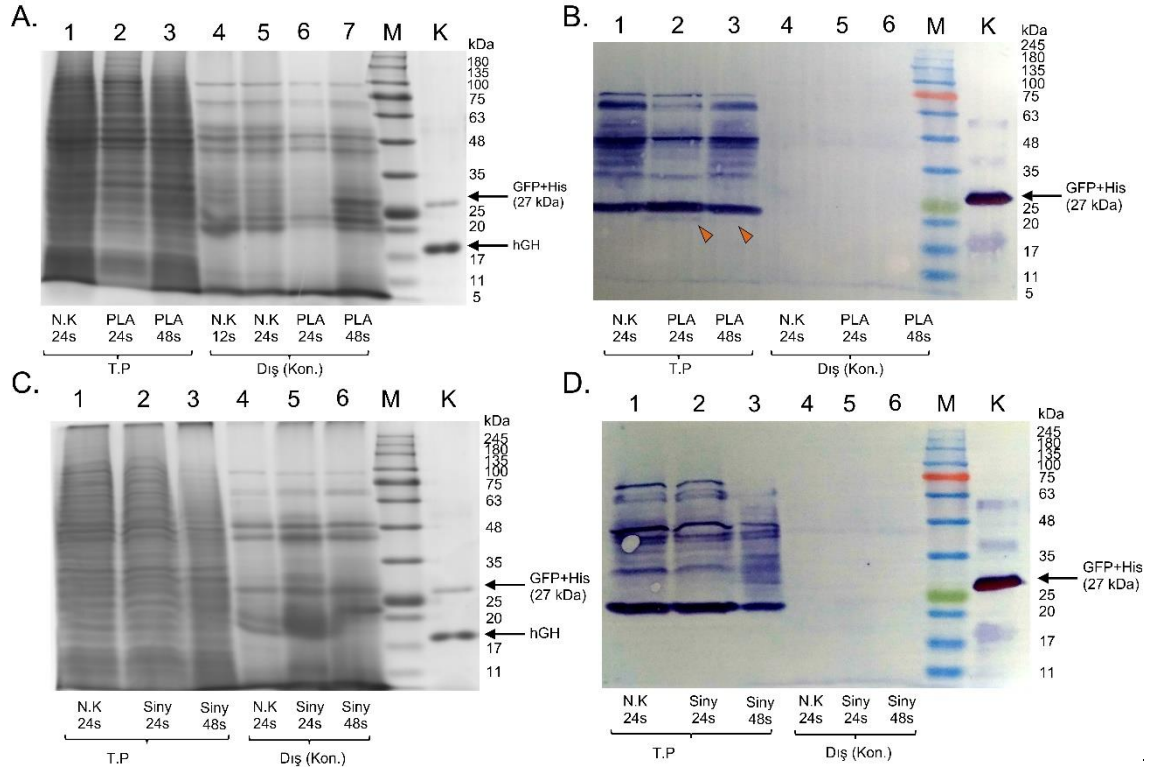 A.
1 2 3 4 5 6 7 M K
kDa
180
135
100
75
63
48
35
25
20
17
11
5
GFP+His
(27 kDa)
hGH
N.K
24s
PLA
24s
PLA
48s
N.K
12s
N.K
24s
PLA
24s
PLA
48s
T.P
Dış (Kon.)
B.
1 2 3 4 5 6 M K
kDa
245
180
135
100
75
63
48
35
25
20
17
11
5
GFP+His
(27 kDa)
N.K
24s
PLA
24s
PLA
48s
N.K
24s
PLA
24s
PLA
48s
T.P
Dış (Kon.)
C.
1 2 3 4 5 6 M K
kDa
245
180
135
100
75
63
48
35
25
20
17
11
GFP+His
(27 kDa)
hGH
N.K
24s
Siny
24s
Siny
48s
N.K
24s
Siny
24s
Siny
48s
T.P
Dış (Kon.)
D.
1 2 3 4 5 6 M K
kDa
245
180
135
100
75
63
48
35
25
20
17
11
GFP+His
(27 kDa)
N.K
24s
Siny
24s
Siny
48s
N.K
24s
Siny
24s
Siny
48s
T.P
Dış (Kon.)